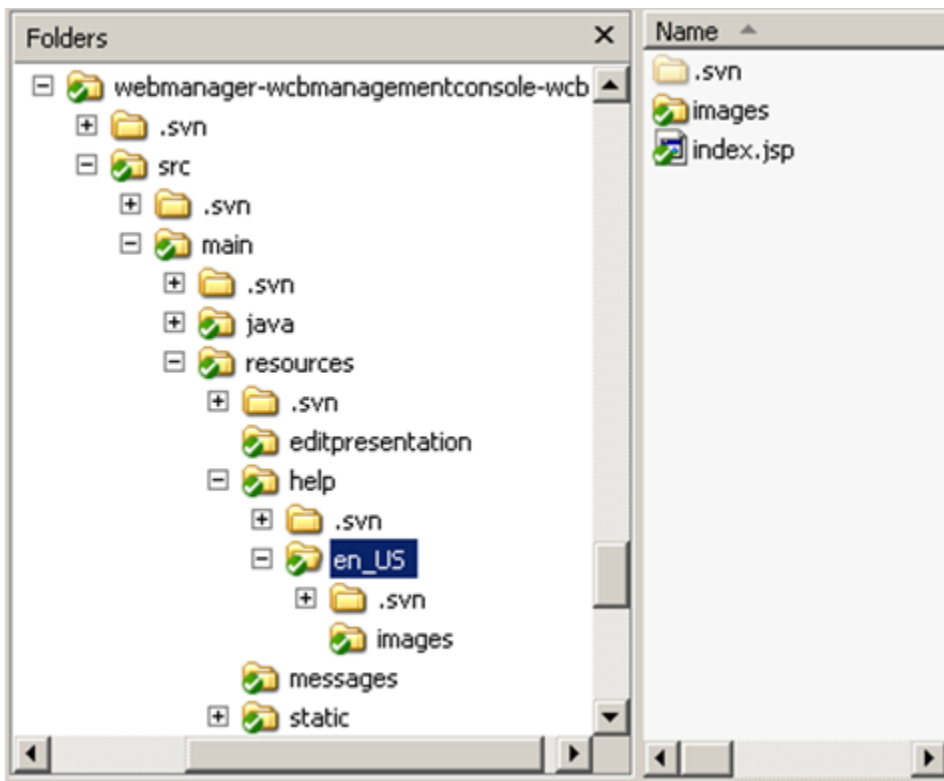 Folders
webmanager-wcbmanagementconsole-wcb
.svn
src
.svn
main
.svn
java
resources
.svn
editpresentation
help
.svn
en_US
.svn
images
messages
static
Name
.svn
images
index.jsp